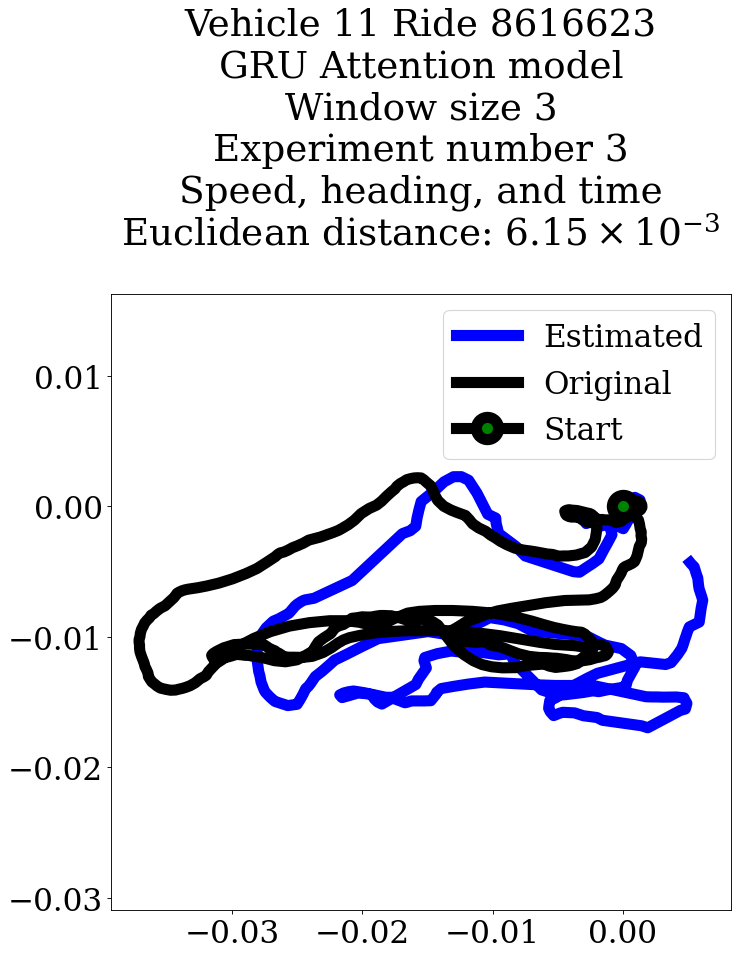 Vehicle 11 Ride 8616623
GRU Attention model
Window size 3
Experiment number 3
Speed, heading, and time
Euclidean distance: 6.15 × 10⁻³
Estimated
Original
Start
0.01
0.00
−0.01
−0.02
−0.03
−0.03 −0.02 −0.01 0.00